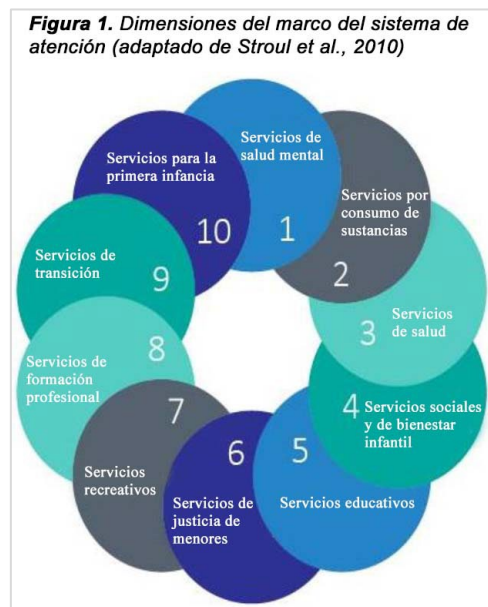 Figura 1. Dimensiones del marco del sistema de
atención (adaptado de Stroul et al., 2010)
Servicios de
salud mental
1
Servicios por
consumo de
sustancias
2
Servicios
de salud
3
Servicios sociales
y de bienestar
infantil
4
Servicios educativos
5
Servicios de
justicia de
menores
6
Servicios
recreativos
7
Servicios de
formación
profesional
8
Servicios de
transición
9
Servicios para la
primera infancia
10